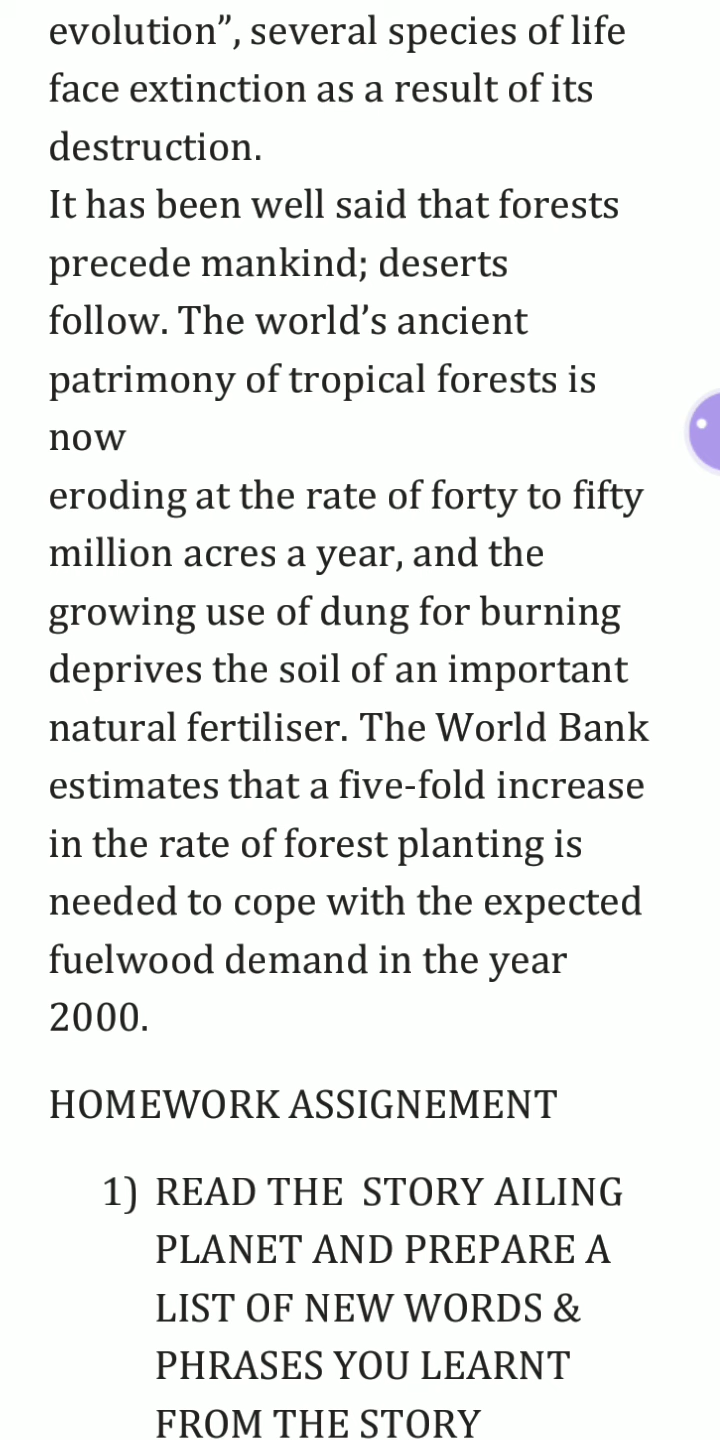 evolution”, several species of life
face extinction as a result of its
destruction.
It has been well said that forests
precede mankind; deserts
follow. The world’s ancient
patrimony of tropical forests is
now
eroding at the rate of forty to fifty
million acres a year, and the
growing use of dung for burning
deprives the soil of an important
natural fertiliser. The World Bank
estimates that a five-fold increase
in the rate of forest planting is
needed to cope with the expected
fuelwood demand in the year
2000.
HOMEWORK ASSIGNEMENT
1) READ THE STORY AILING
PLANET AND PREPARE A
LIST OF NEW WORDS &
PHRASES YOU LEARNT
FROM THE STORY